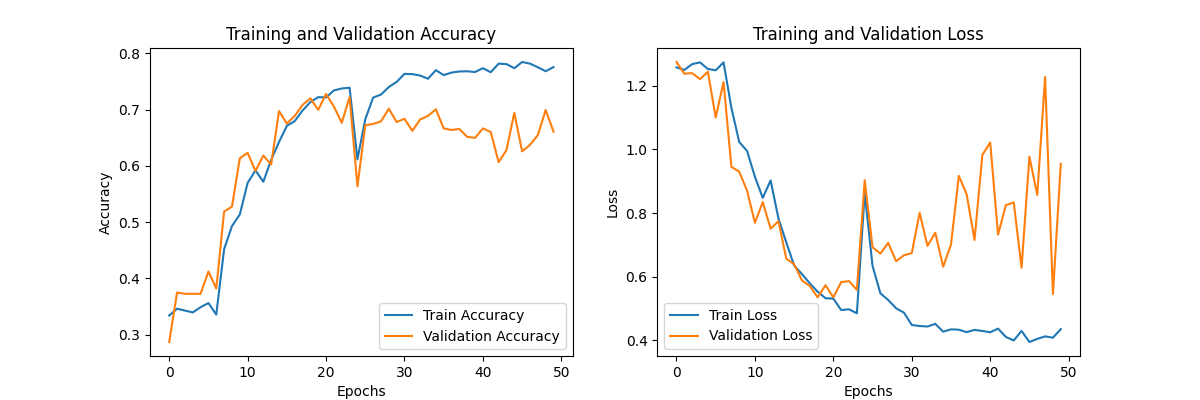 Training and Validation Accuracy
0.8
0.7
0.6
0.5
0.4
0.3
Accuracy
0
10
20
30
40
50
Epochs
Train Accuracy
Validation Accuracy
Training and Validation Loss
1.2
1.0
0.8
0.6
0.4
Loss
0
10
20
30
40
50
Epochs
Train Loss
Validation Loss